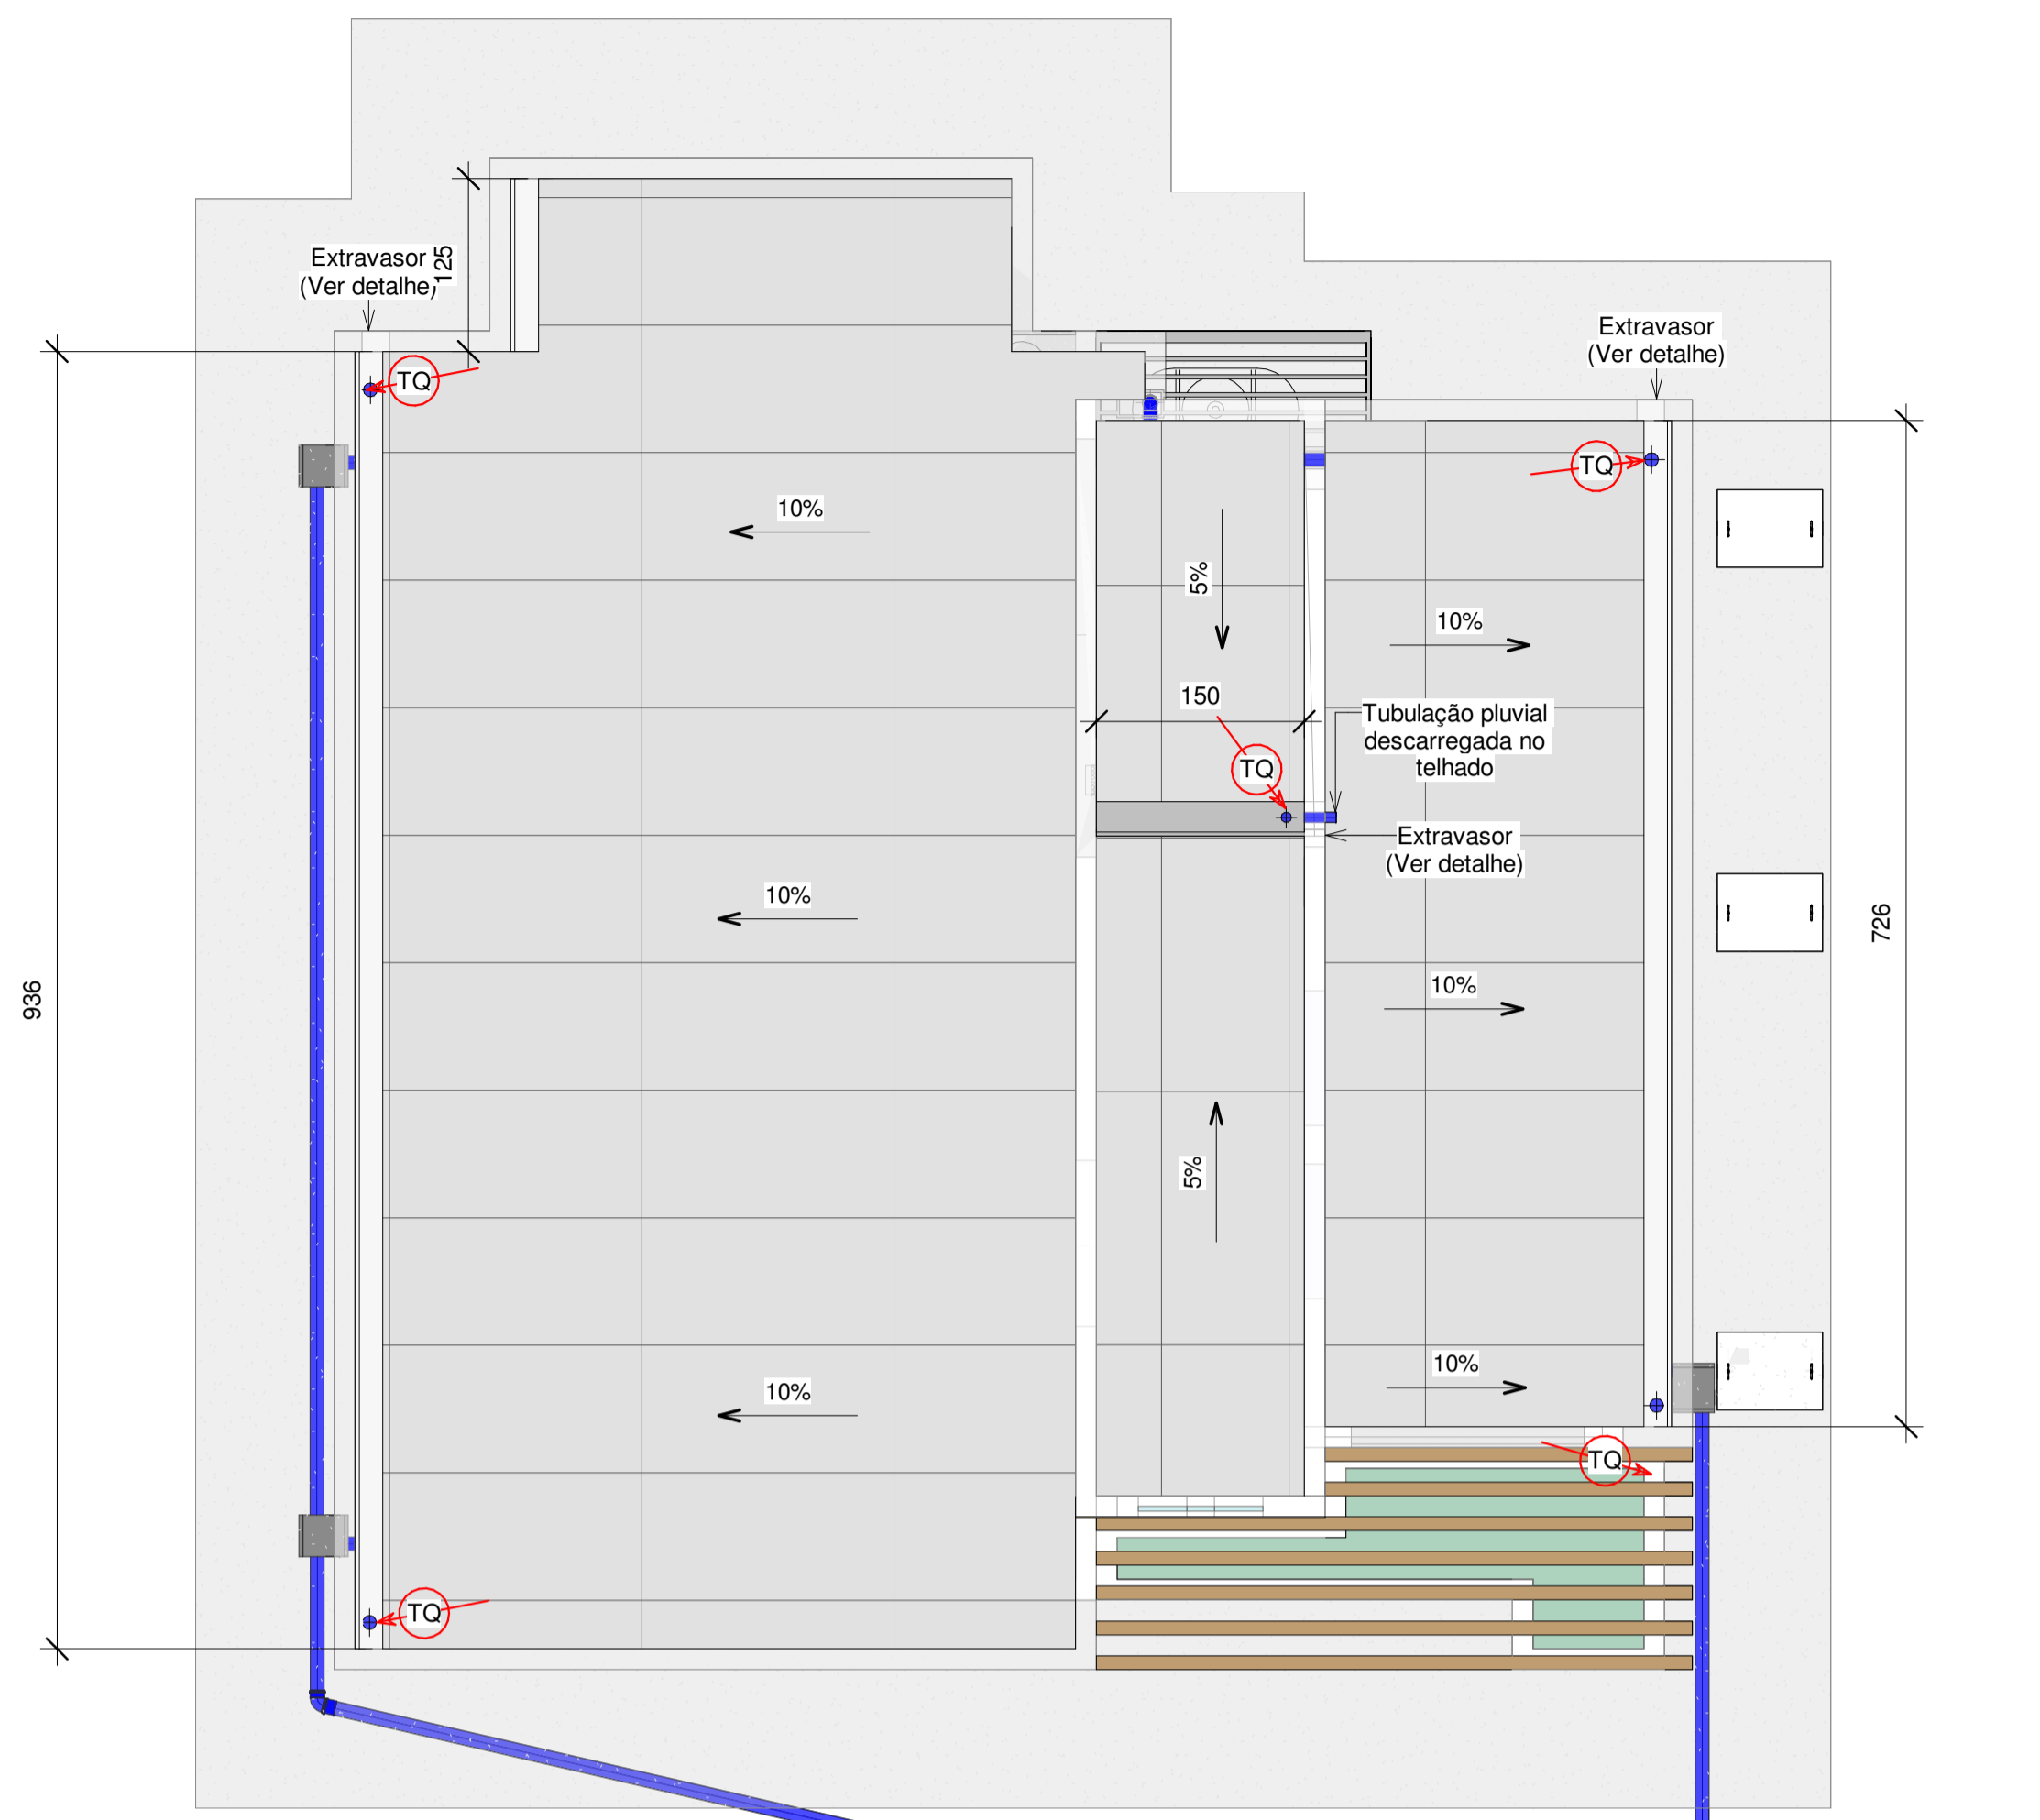 Extravasor
(Ver detalhe)
125
Extravasor
(Ver detalhe)
TQ
TQ
10%
5%
10%
150
Tubulação pluvial
descarregada no
telhado
TQ
Extravasor
(Ver detalhe)
10%
726
936
10%
5%
10%
10%
TQ
TQ